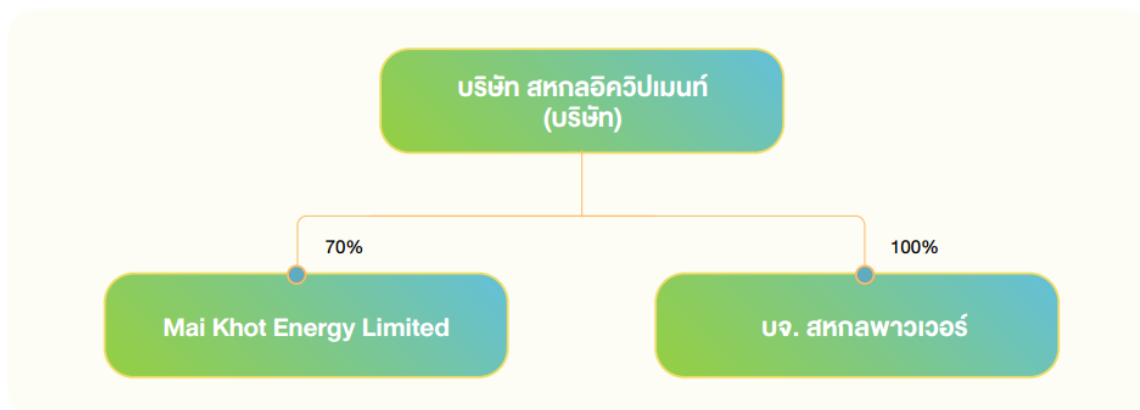 บริษัท สหกลอิควิปเมนท์
(บริษัท)
70%
100%
Mai Khot Energy Limited
บจ. สหกลพาวเวอร์